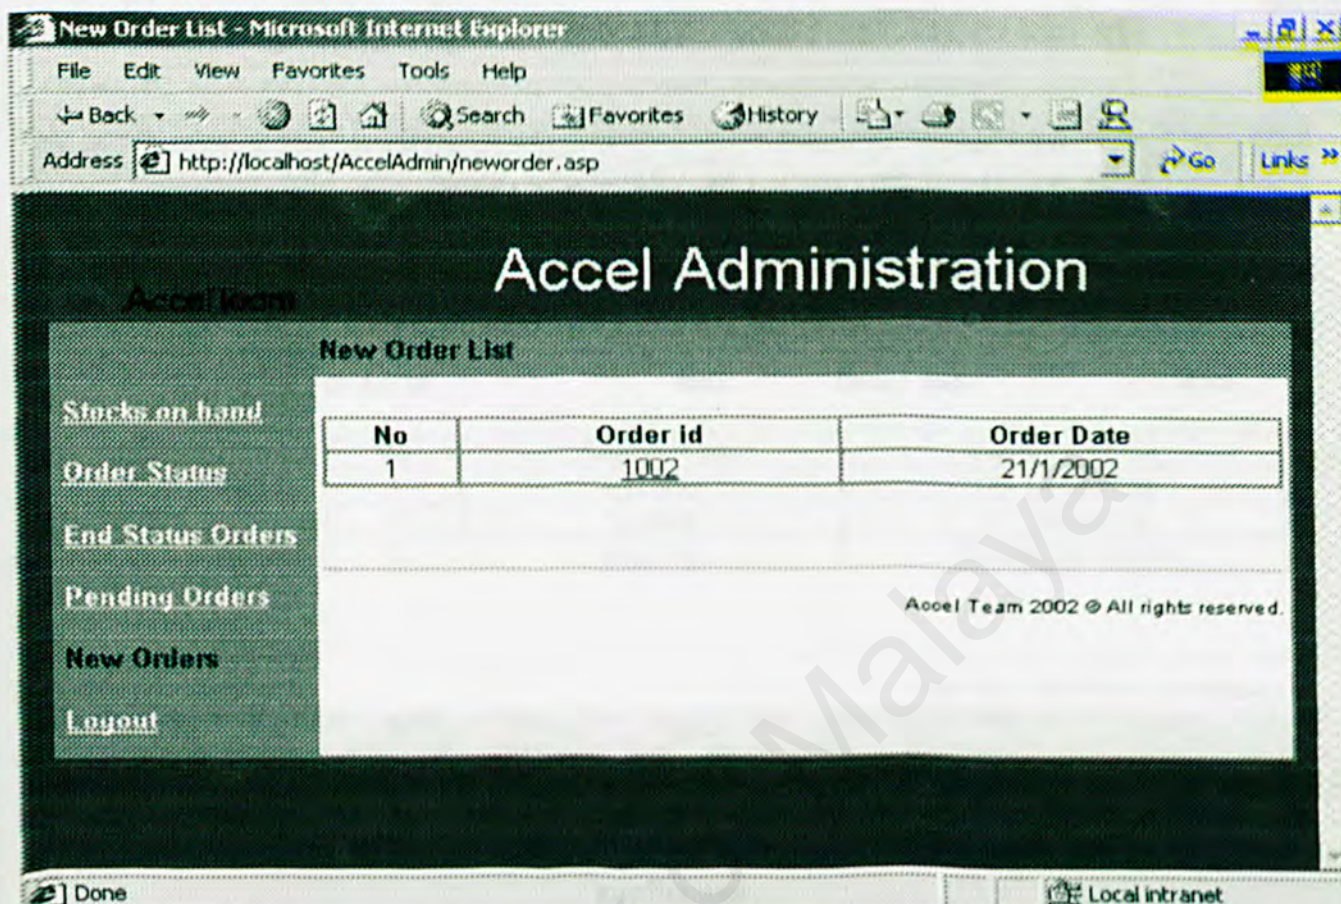 New Order List - Microsoft Internet Explorer
File Edit View Favorites Tools Help
Back Search Favorites History
Address http://localhost/AccelAdmin/neworder.asp Go Links »
Accel Administration
AccelTeam
New Order List
Stocks on hand
Order Status
End Status Orders
Pending Orders
New Orders
Logout
No Order id Order Date
1 1002 21/1/2002
Accel Team 2002 @ All rights reserved.
Malaya
Done Local intranet